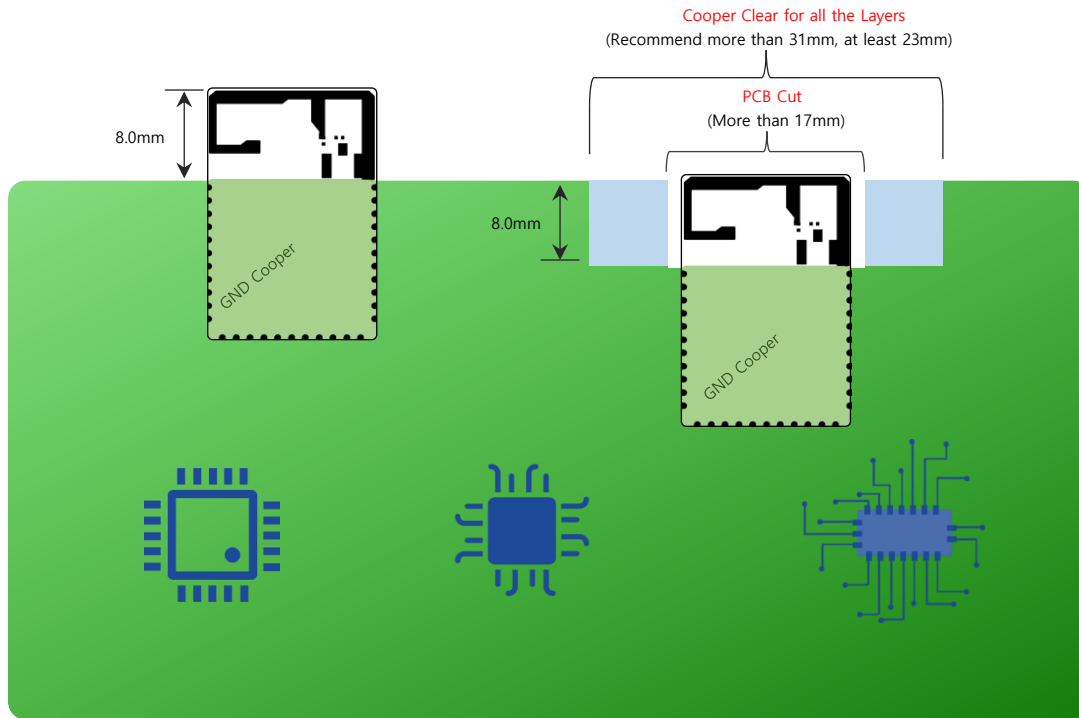 Cooper Clear for all the Layers
(Recommend more than 31mm, at least 23mm)
PCB Cut
(More than 17mm)
8.0mm
8.0mm
GND Cooper
GND Cooper